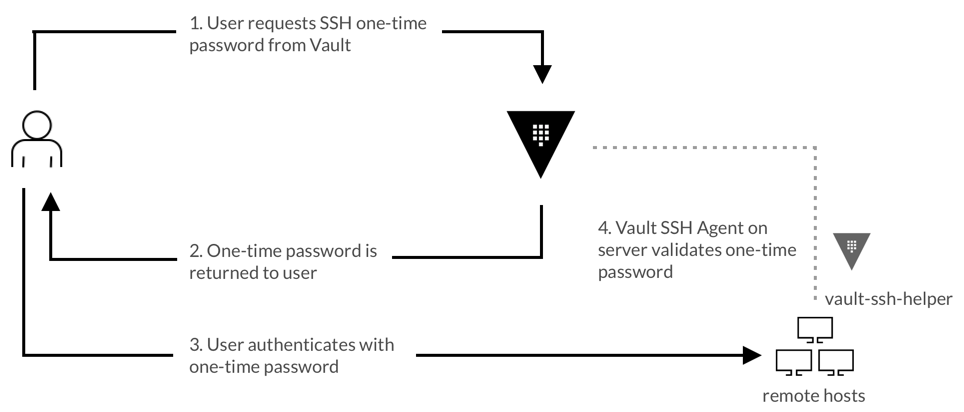 1. User requests SSH one-time
password from Vault
2. One-time password is
returned to user
4. Vault SSH Agent on
server validates one-time
password
vault-ssh-helper
3. User authenticates with
one-time password
remote hosts